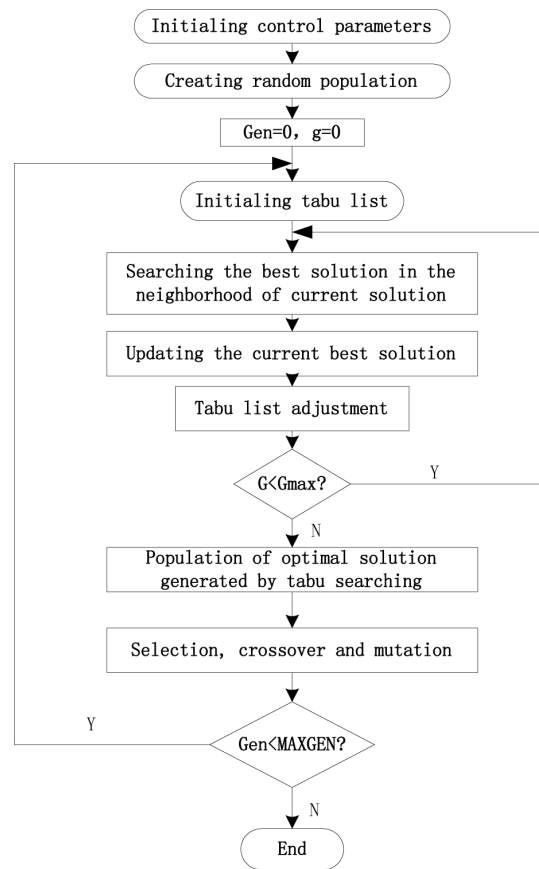 Initialing control parameters
Creating random population
Gen=0, g=0
Initialing tabu list
Searching the best solution in the
neighborhood of current solution
Updating the current best solution
Tabu list adjustment
G<Gmax?
Y
N
Population of optimal solution
generated by tabu searching
Selection, crossover and mutation
Y
Gen<MAXGEN?
N
End